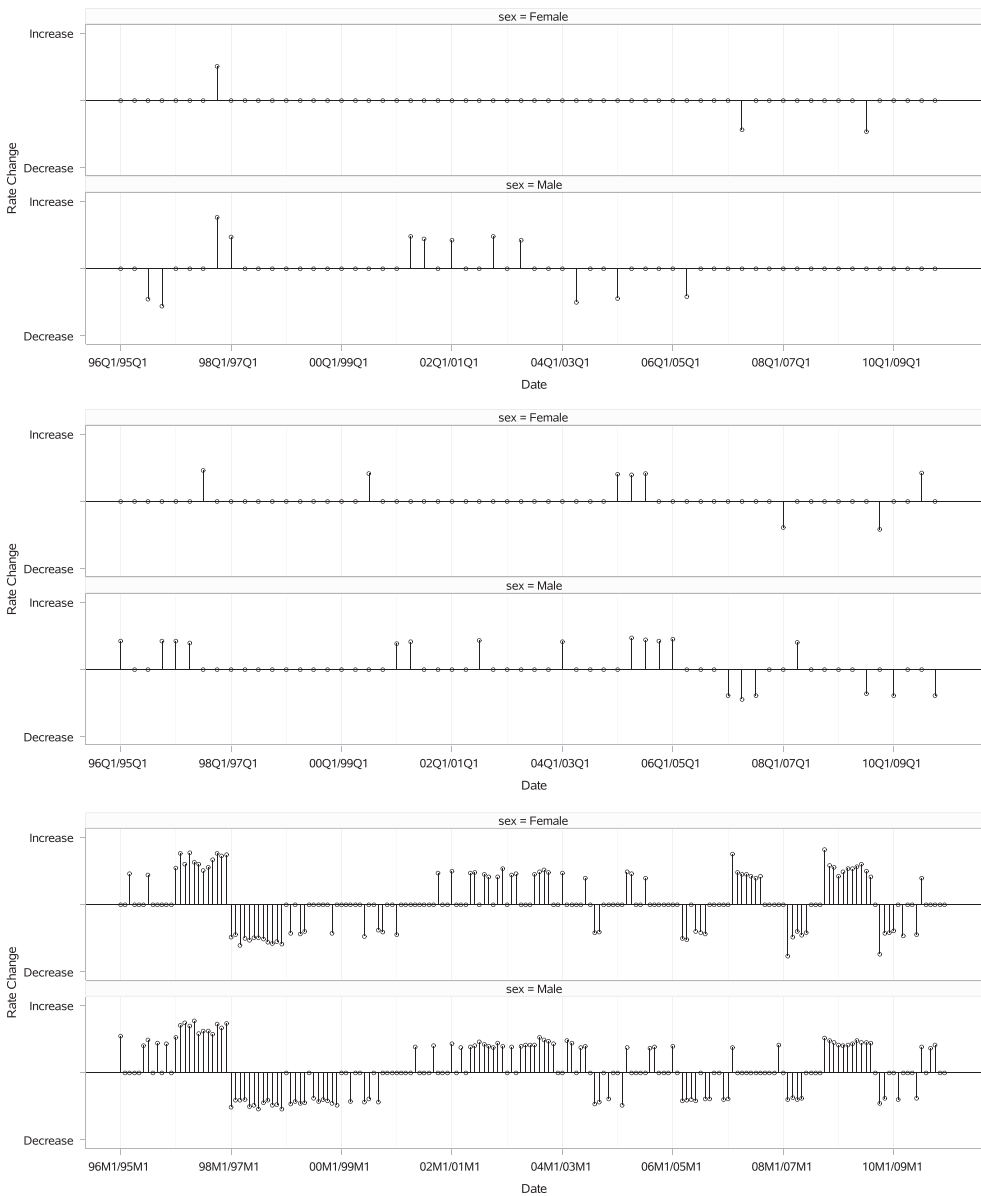 sex = Female
Increase
Decrease
Rate Change
sex = Male
Increase
Decrease
96Q1/95Q1 98Q1/97Q1 00Q1/99Q1 02Q1/01Q1 04Q1/03Q1 06Q1/05Q1 08Q1/07Q1 10Q1/09Q1
Date
sex = Female
Increase
Decrease
Rate Change
sex = Male
Increase
Decrease
96Q1/95Q1 98Q1/97Q1 00Q1/99Q1 02Q1/01Q1 04Q1/03Q1 06Q1/05Q1 08Q1/07Q1 10Q1/09Q1
Date
sex = Female
Increase
Decrease
Rate Change
sex = Male
Increase
Decrease
96M1/95M1 98M1/97M1 00M1/99M1 02M1/01M1 04M1/03M1 06M1/05M1 08M1/07M1 10M1/09M1
Date